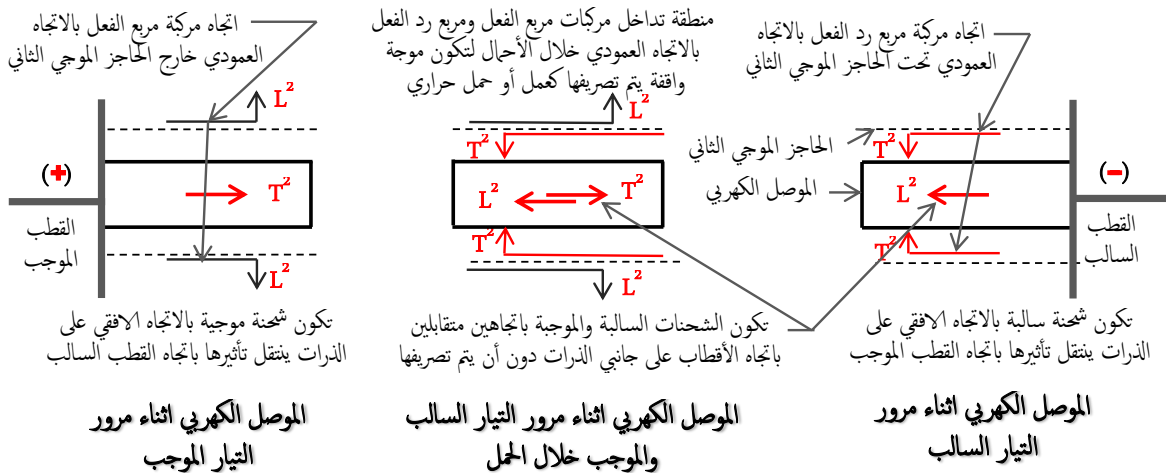 اتجاه مركبة مربع الفعل بالاتجاه
العمودي خارج الحاجز الموجي الثاني
L²
(+)
T²
القطب
الموجب
L²
تكون شحنة موجبة بالاتجاه الافقي على
الذرات ينتقل تأثيرها باتجاه القطب السالب
الموصل الكهربي اثناء مرور
التيار الموجب
منطقة تداخل مركبات مربع الفعل ومربع رد الفعل
بالاتجاه العمودي خلال الأحمال لتكون موجة
واقفة يتم تصريفها كعمل أو حمل حراري
L²
T²
L²
T²
T²
L²
تكون الشحنات السالبة والموجبة باتجاهين متقابلين
باتجاه الأقطاب على جانبي الذرات دون أن يتم تصريفها
الموصل الكهربي اثناء مرور التيار السالب
والموجب خلال الحمل
اتجاه مركبة مربع رد الفعل بالاتجاه
العمودي تحت الحاجز الموجي الثاني
الحاجز الموجي الثاني
الموصل الكهربي
T²
L²
(-)
T²
القطب
السالب
تكون شحنة سالبة بالاتجاه الافقي على
الذرات ينتقل تأثيرها باتجاه القطب الموجب
الموصل الكهربي اثناء مرور
التيار السالب